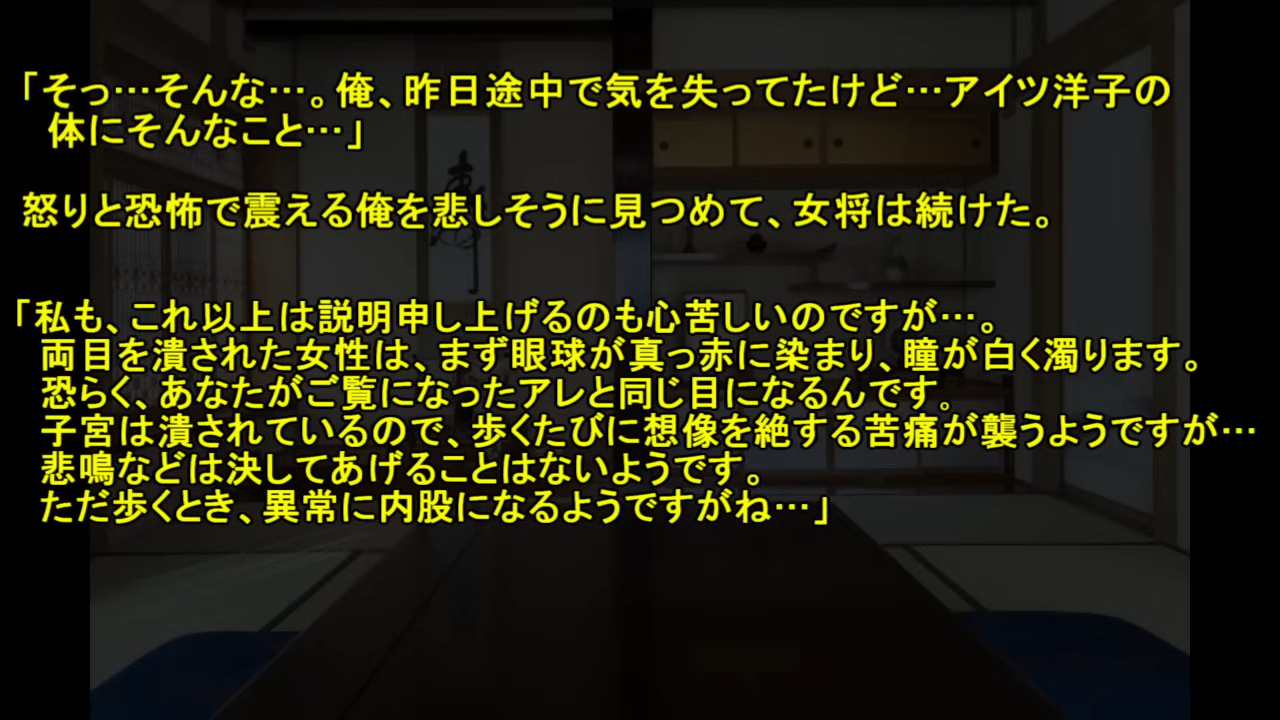 「そっ…そんな…。俺、昨日途中で気を失ってたけど…アイツ洋子の
体にそんなこと…」
怒りと恐怖で震える俺を悲しそうに見つめて、女将は続けた。
「私も、これ以上は説明申し上げるのも心苦しいのですが…。
両目を潰された女性は、まず眼球が真っ赤に染まり、瞳が白く濁ります。
恐らく、あなたがご覧になったアレと同じ目になるんです。
子宮は潰されているので、歩くたびに想像を絶する苦痛が襲うようですが…
悲鳴などは決してあげることはないようです。
ただ歩くとき、異常に内股になるようですがね…」